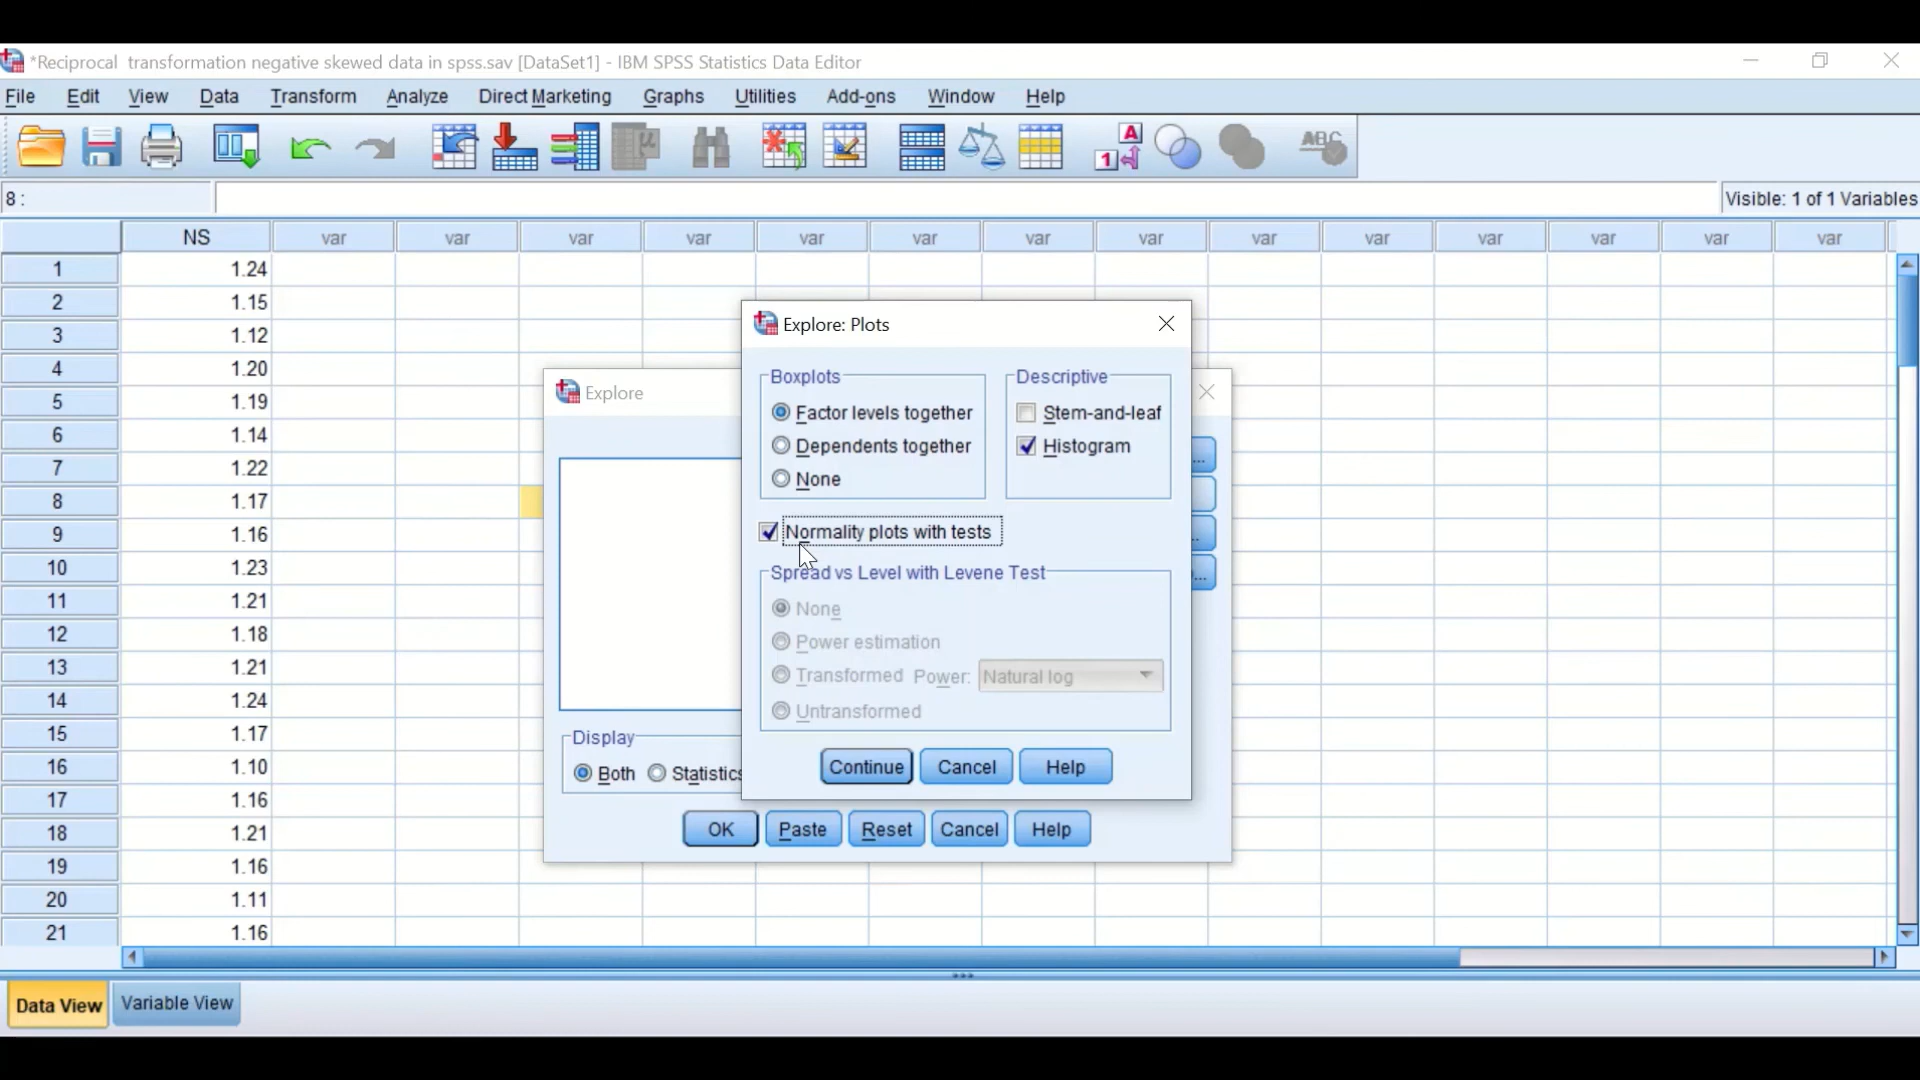 *Reciprocal transformation negative skewed data in spss.sav [DataSet1] - IBM SPSS Statistics Data Editor
File Edit View Data Transform Analyze Direct Marketing Graphs Utilities Add-ons Window Help
A
1
ABC
8 :
Visible: 1 of 1 Variables
NS var var var var var var var var var var var var var var
1 1.24
2 1.15
3 1.12
4 1.20
5 1.19
6 1.14
7 1.22
8 1.17
9 1.16
10 1.23
11 1.21
12 1.18
13 1.21
14 1.24
15 1.17
16 1.10
17 1.16
18 1.21
19 1.16
20 1.11
21 1.16
Explore
Display
Both Statistics
OK Paste Reset Cancel Help
Explore: Plots
Boxplots
Factor levels together
Dependents together
None
Descriptive
Stem-and-leaf
Histogram
Normality plots with tests
Spread vs Level with Levene Test
None
Power estimation
Transformed Power: Natural log
Untransformed
Continue Cancel Help
Data View Variable View